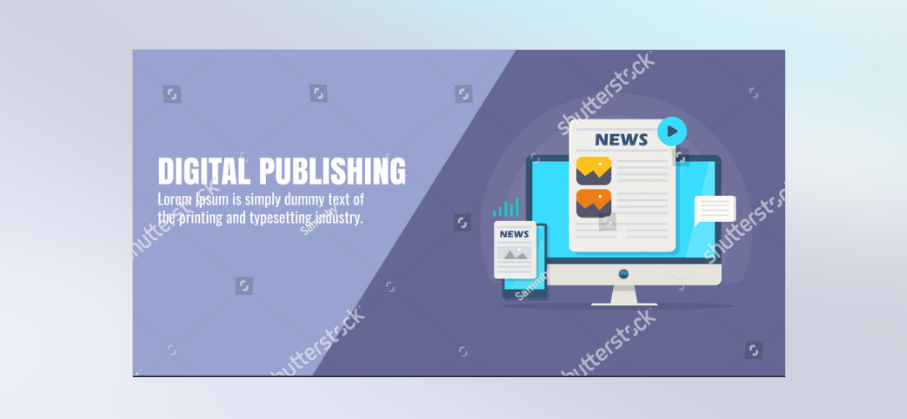 shutterstock
NEWS
DIGITAL PUBLISHING
Lorem Ipsum is simply dummy text of
the printing and typesetting industry.
shutterstock
shutterstock
NEWS
shutterstock
shutterstock